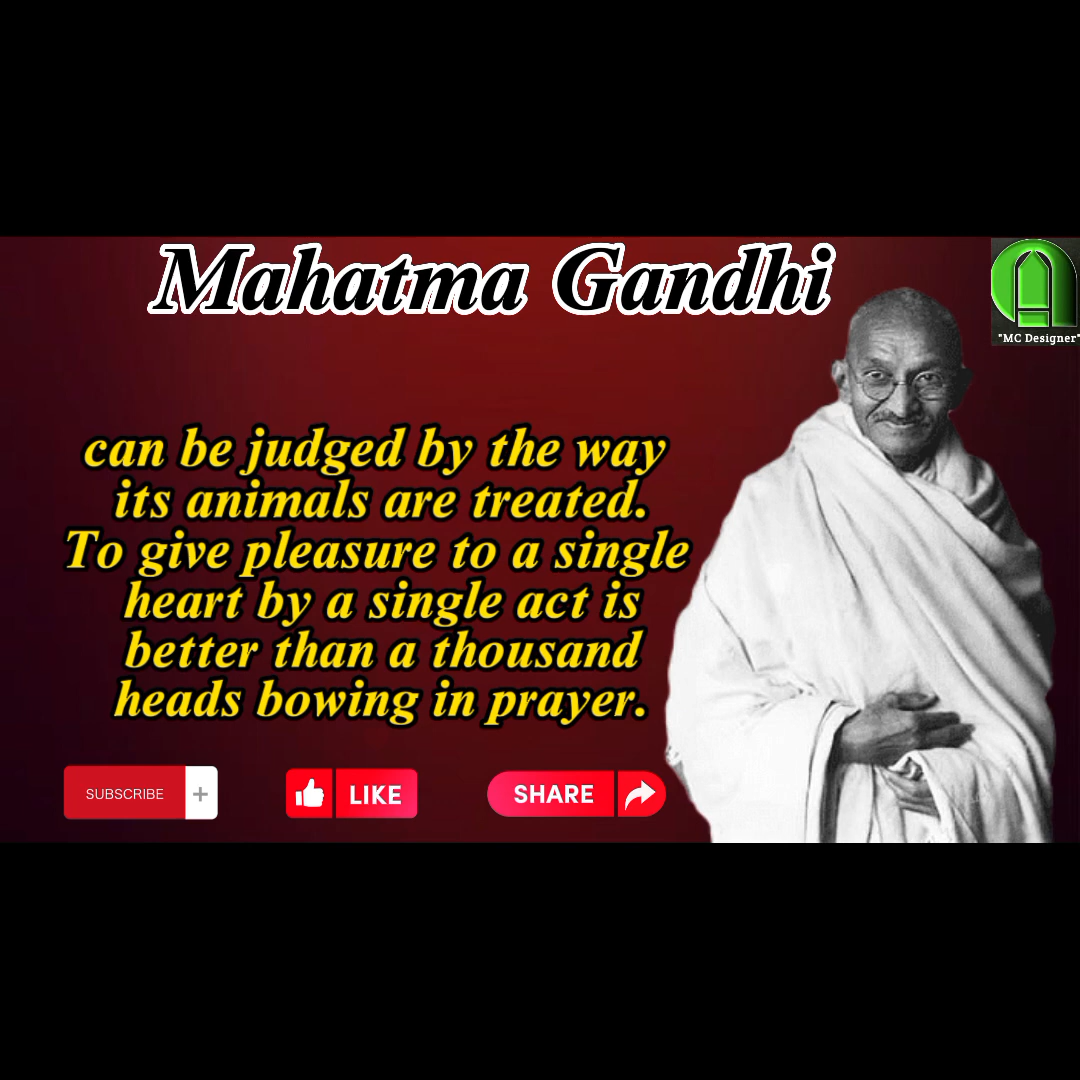 Mahatma Gandhi
"MC Designer"
can be judged by the way
its animals are treated.
To give pleasure to a single
heart by a single act is
better than a thousand
heads bowing in prayer.
SUBSCRIBE +
LIKE
SHARE